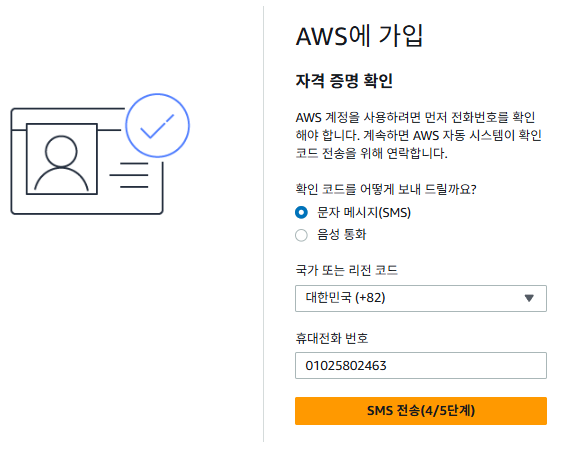 AWS에 가입
자격 증명 확인
AWS 계정을 사용하려면 먼저 전화번호를 확인
해야 합니다. 계속하면 AWS 자동 시스템이 확인
코드 전송을 위해 연락합니다.
확인 코드를 어떻게 보내 드릴까요?
문자 메시지(SMS)
음성 통화
국가 또는 리전 코드
대한민국 (+82)
휴대전화 번호
01025802463
SMS 전송(4/5단계)